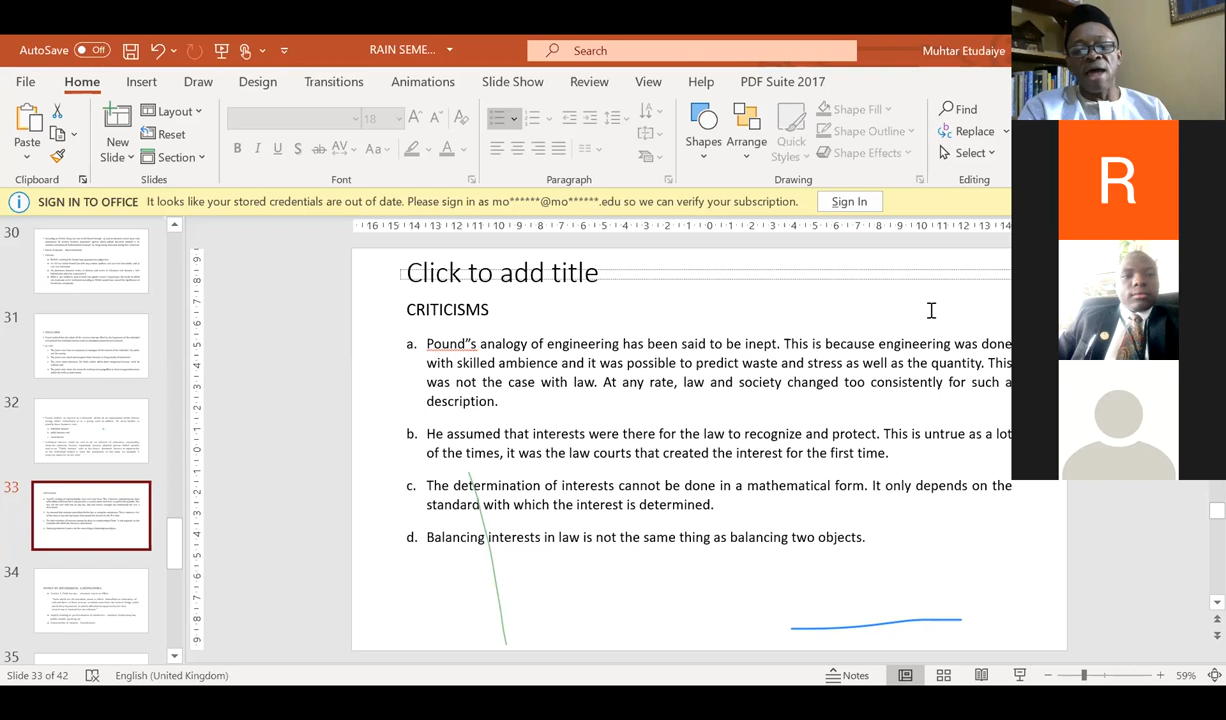 AutoSave Off RAIN SEME... Search Muhtar Etudaiye
File Home Insert Draw Design Transitions Animations Slide Show Review View Help PDF Suite 2017
Paste New Slide Layout Reset Section 18 Shapes Arrange Quick Styles Shape Fill Shape Outline Shape Effects Find Replace Select
Clipboard Slides Font Paragraph Drawing Editing
SIGN IN TO OFFICE It looks like your stored credentials are out of date. Please sign in as mo******@mo******.edu so we can verify your subscription. Sign In
R
30
31
32
33
34
35
Click to add title
CRITICISMS
a. Pound"s analogy of engineering has been said to be inept. This is because engineering was done
with skilled ambience and it was possible to predict waste and stress as well as the quantity. This
was not the case with law. At any rate, law and society changed too consistently for such a
description.
b. He assumed that interests were there for the law to recognize and protect. This is untrue as a lot
of the times, it was the law courts that created the interest for the first time.
c. The determination of interests cannot be done in a mathematical form. It only depends on the
standard with which the interest is determined.
d. Balancing interests in law is not the same thing as balancing two objects.
Slide 33 of 42 English (United Kingdom) Notes 59%